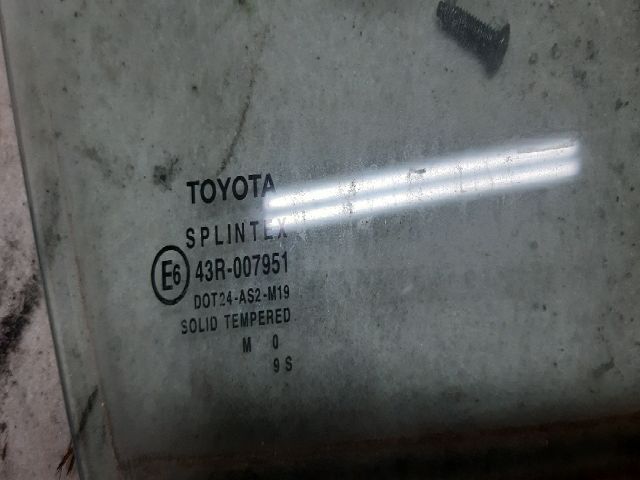 TOYOTA
SPLINTEX
E6 43R-007951
DOT24-AS2-M19
SOLID TEMPERED
M 0
9 S